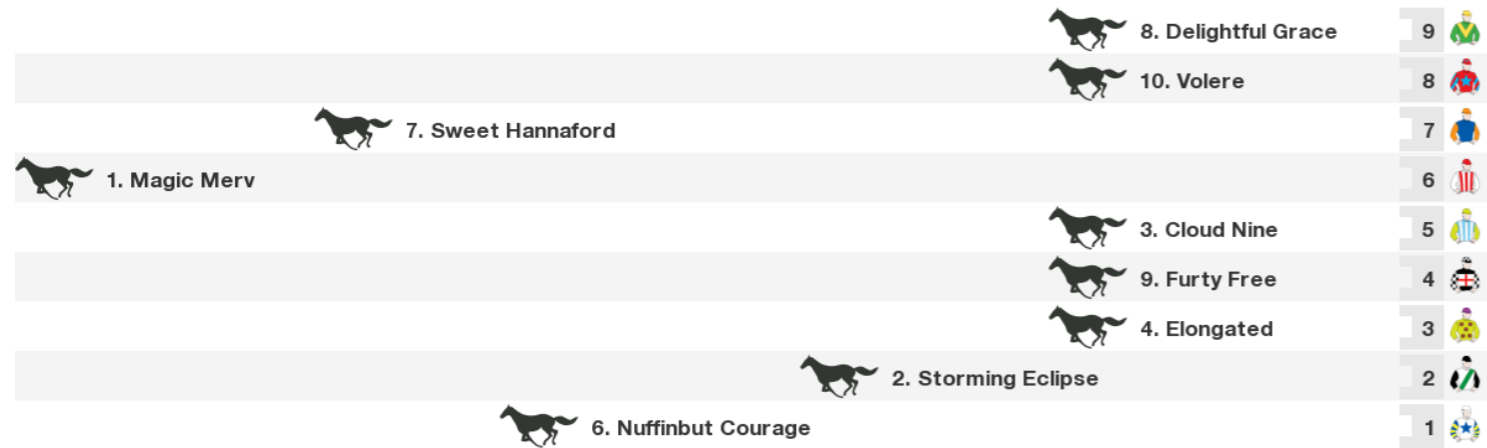 8. Delightful Grace 9
10. Volere 8
7. Sweet Hannaford 7
1. Magic Merv 6
3. Cloud Nine 5
9. Furty Free 4
4. Elongated 3
2. Storming Eclipse 2
6. Nuffinbut Courage 1